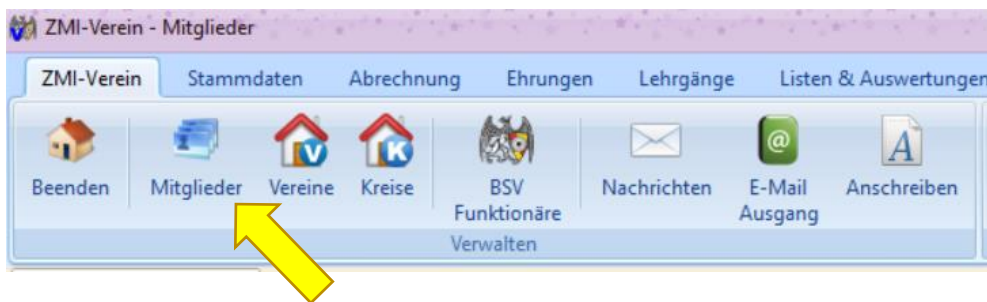 ZMI-Verein - Mitglieder
ZMI-Verein Stammdaten Abrechnung Ehrungen Lehrgänge Listen & Auswertungen
Beenden Mitglieder Vereine Kreise BSV Funktionäre Nachrichten E-Mail Ausgang Anschreiben
Verwalten